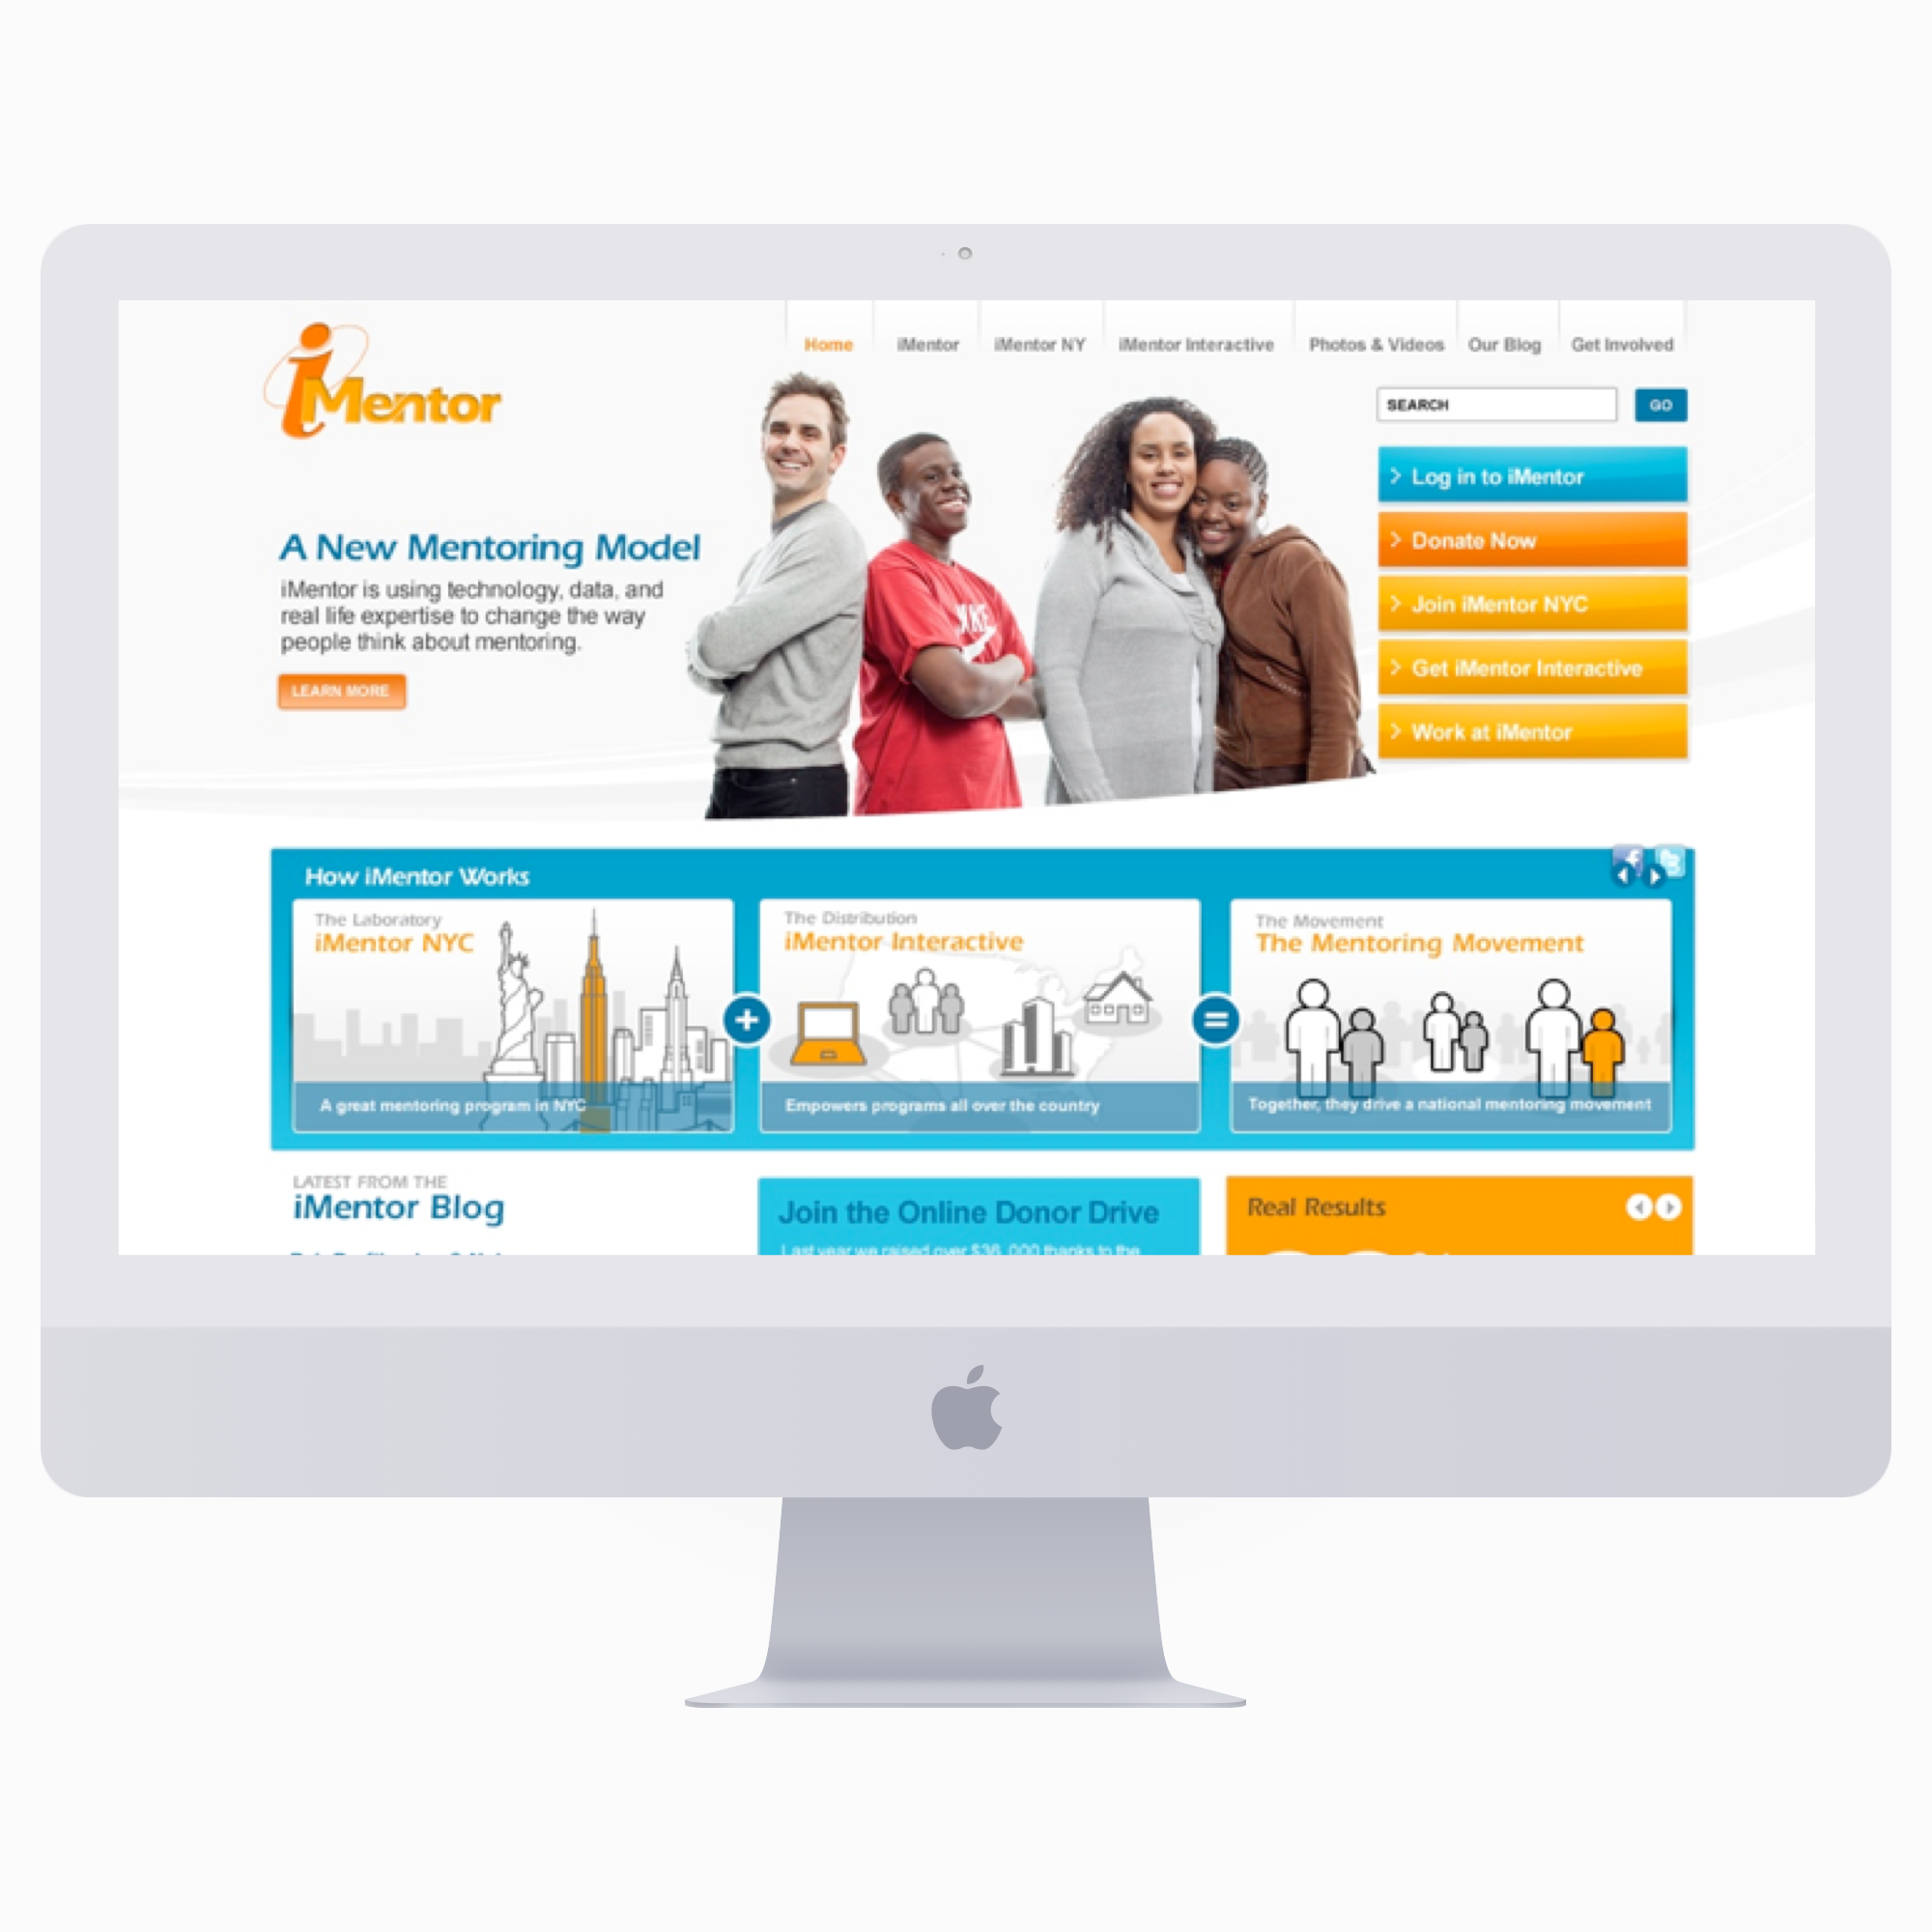 iMentor
Home
iMentor
iMentor NY
iMentor Interactive
Photos & Videos
Our Blog
Get Involved
SEARCH
GO
Log in to iMentor
Donate Now
Join iMentor NYC
Get iMentor Interactive
Work at iMentor
A New Mentoring Model
iMentor is using technology, data, and
real life expertise to change the way
people think about mentoring.
LEARN MORE
How iMentor Works
The Laboratory
iMentor NYC
A great mentoring program in NYC
The Distribution
iMentor Interactive
Empowers programs all over the country
The Movement
The Mentoring Movement
Together, they drive a national mentoring movement
LATEST FROM THE
iMentor Blog
Join the Online Donor Drive
Last year we raised over $36, 000 thanks to the
Real Results